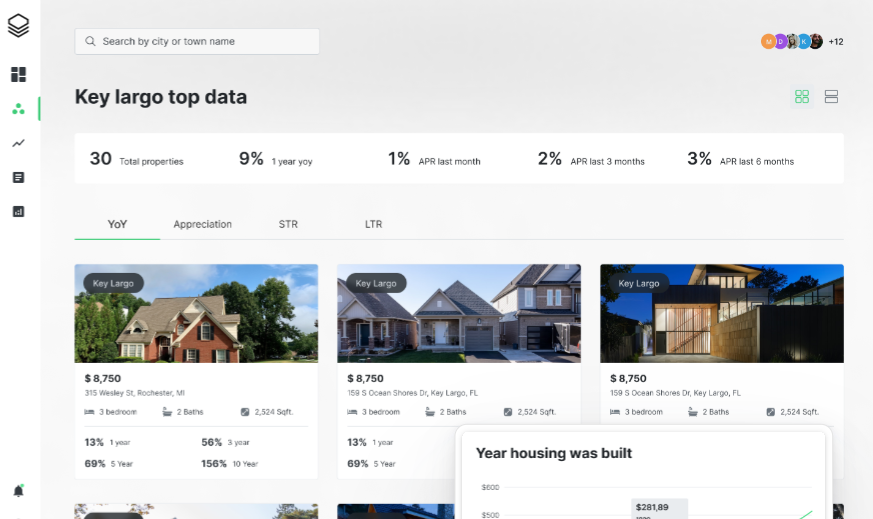 Search by city or town name
M D K +12
Key largo top data
30 Total properties 9% 1 year yoy 1% APR last month 2% APR last 3 months 3% APR last 6 months
YoY Appreciation STR LTR
Key Largo Key Largo Key Largo
$ 8,750 $ 8,750 $ 8,750
315 Wesley St, Rochester, MI 159 S Ocean Shores Dr, Key Largo, FL 159 S Ocean Shores Dr, Key Largo, FL
3 bedroom 2 Baths 2,524 Sqft. 3 bedroom 2 Baths 2,524 Sqft. 3 bedroom 2 Baths 2,524 Sqft.
13% 1 year 56% 3 year 13% 1 year
69% 5 Year 156% 10 Year 69% 5 Year
Year housing was built
$600
$281,89
$500